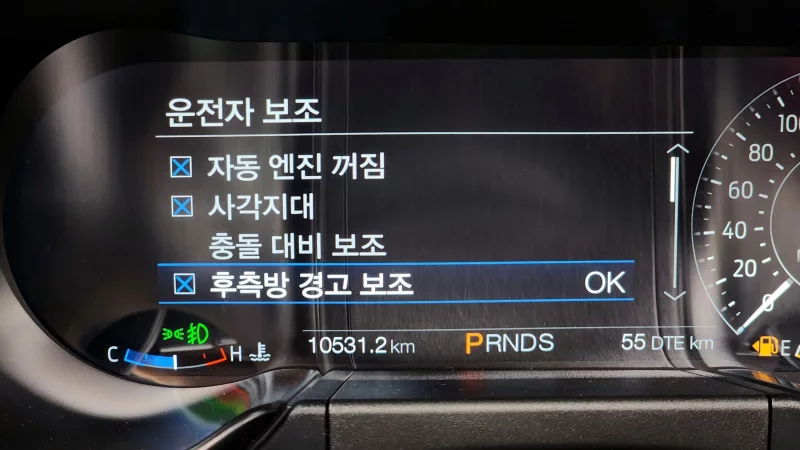 운전자 보조
자동 엔진 꺼짐
사각지대
충돌 대비 보조
후측방 경고 보조 OK
C H
10531.2 km
PRNDS
55 DTE km
100
80
60
40
20
0
E